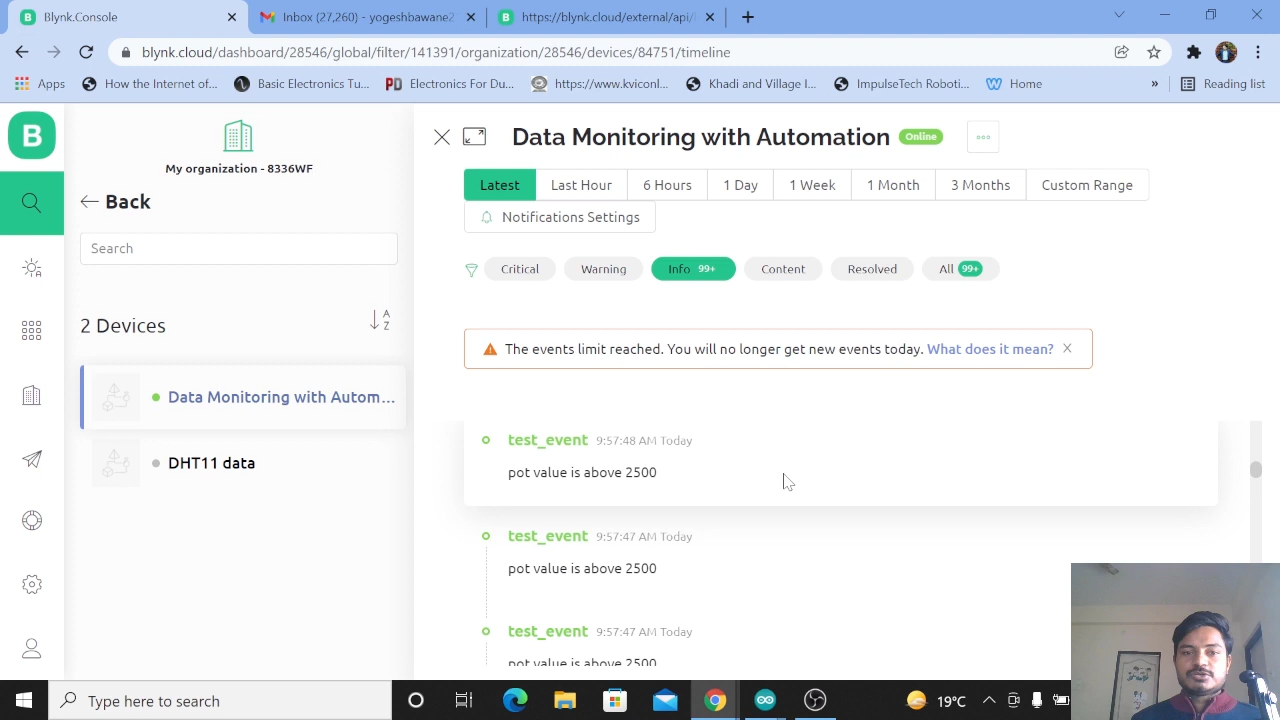 Blynk.Console
Inbox (27,260) - yogeshbawane2
https://blynk.cloud/external/api/
blynk.cloud/dashboard/28546/global/filter/141391/organization/28546/devices/84751/timeline
Apps
How the Internet of...
Basic Electronics Tu...
PD
Electronics For Du...
https://www.kviconl...
Khadi and Village I...
ImpulseTech Roboti...
Home
»
Reading list
B
My organization - 8336WF
Back
Search
2 Devices
A
Z
Data Monitoring with Autom...
DHT11 data
Data Monitoring with Automation
Online
Latest
Last Hour
6 Hours
1 Day
1 Week
1 Month
3 Months
Custom Range
Notifications Settings
Critical
Warning
Info 99+
Content
Resolved
All 99+
The events limit reached. You will no longer get new events today. What does it mean? X
test_event 9:57:48 AM Today
pot value is above 2500
test_event 9:57:47 AM Today
pot value is above 2500
test_event 9:57:47 AM Today
pot value is above 2500
Type here to search
19°C